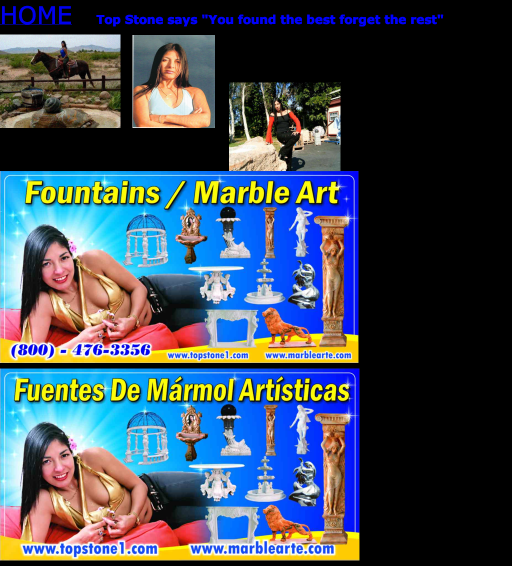 HOME
Top Stone says "You found the best forget the rest"
Fountains / Marble Art
(800) - 476-3356
www.topstone1.com
www.marblearte.com
Fuentes De Mármol Artísticas
www.topstone1.com
www.marblearte.com